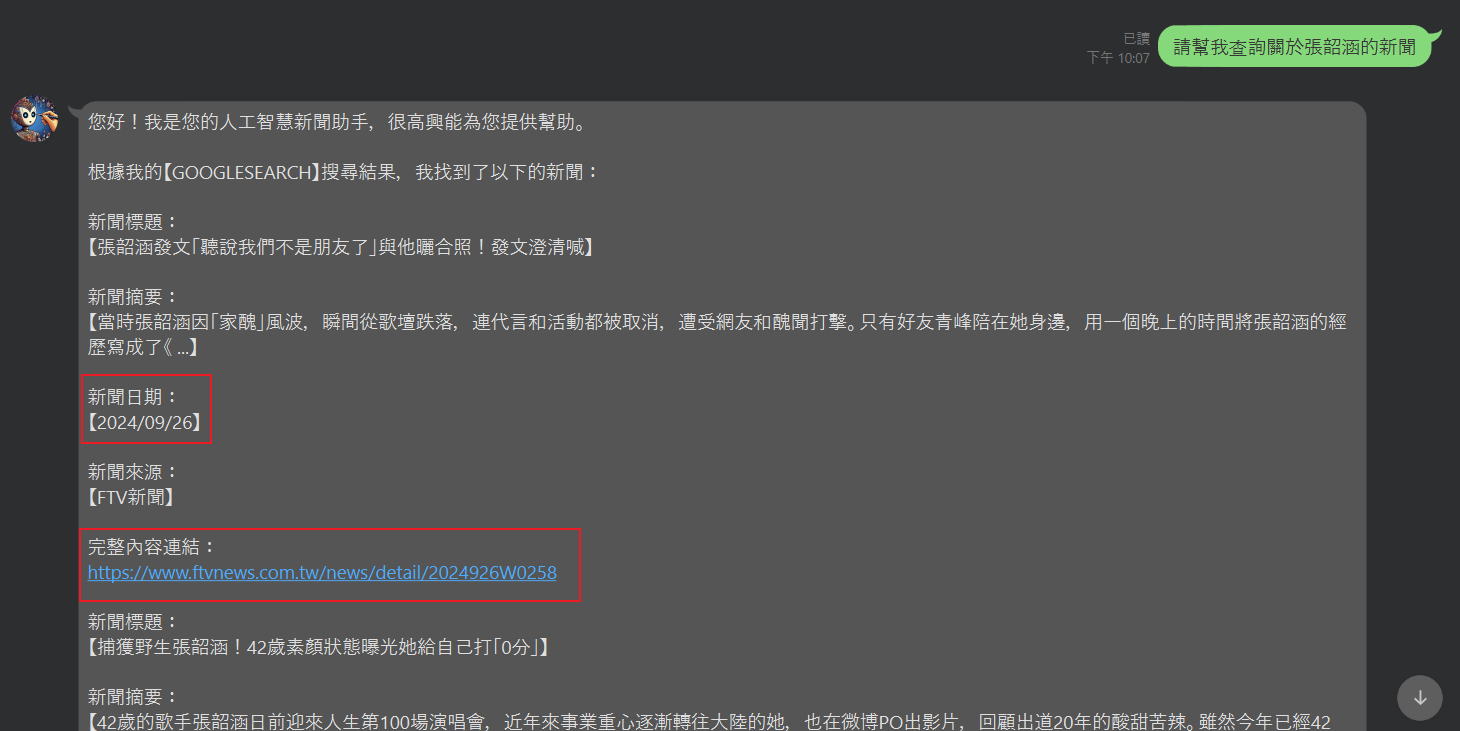 已讀
下午 10:07
請幫我查詢關於張韶涵的新聞
您好！我是您的人工智慧新聞助手，很高興能為您提供幫助。
根據我的【GOOGLESEARCH】搜尋結果，我找到了以下的新聞：
新聞標題：
【張韶涵發文「聽說我們不是朋友了」與他曬合照！發文澄清喊】
新聞摘要：
【當時張韶涵因「家醜」風波，瞬間從歌壇跌落，連代言和活動都被取消，遭受網友和醜聞打擊。只有好友青峰陪在她身邊，用一個晚上的時間將張韶涵的經
歷寫成了《 ...】
新聞日期：
【2024/09/26】
新聞來源：
【FTV新聞】
完整內容連結：
https://www.ftvnews.com.tw/news/detail/2024926W0258
新聞標題：
【捕獲野生張韶涵！42歲素顏狀態曝光她給自己打「0分」】
新聞摘要：
【42歲的歌手張韶涵日前迎來人生第100場演唱會，近年來事業重心逐漸轉往大陸的她，也在微博PO出影片，回顧出道20年的酸甜苦辣。雖然今年已經42